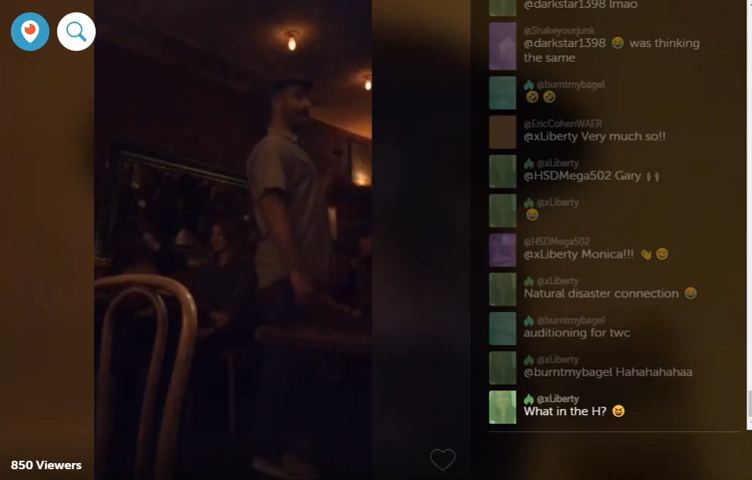 @darkstar1398 lmao
@Shakeyourjunk
@darkstar1398 😂 was thinking
the same
@burntmybagel
🤣 🤣
@EricCohenWAER
@xLiberty Very much so!!
@xLiberty
@HSDMega502 Gary 🙌
@xLiberty
😂
@HSDMega502
@xLiberty Monica!!! 👏 😄
@xLiberty
Natural disaster connection 😂
@burntmybagel
auditioning for twc
@xLiberty
@burntmybagel Hahahahahaa
@xLiberty
What in the H? 😆
850 Viewers